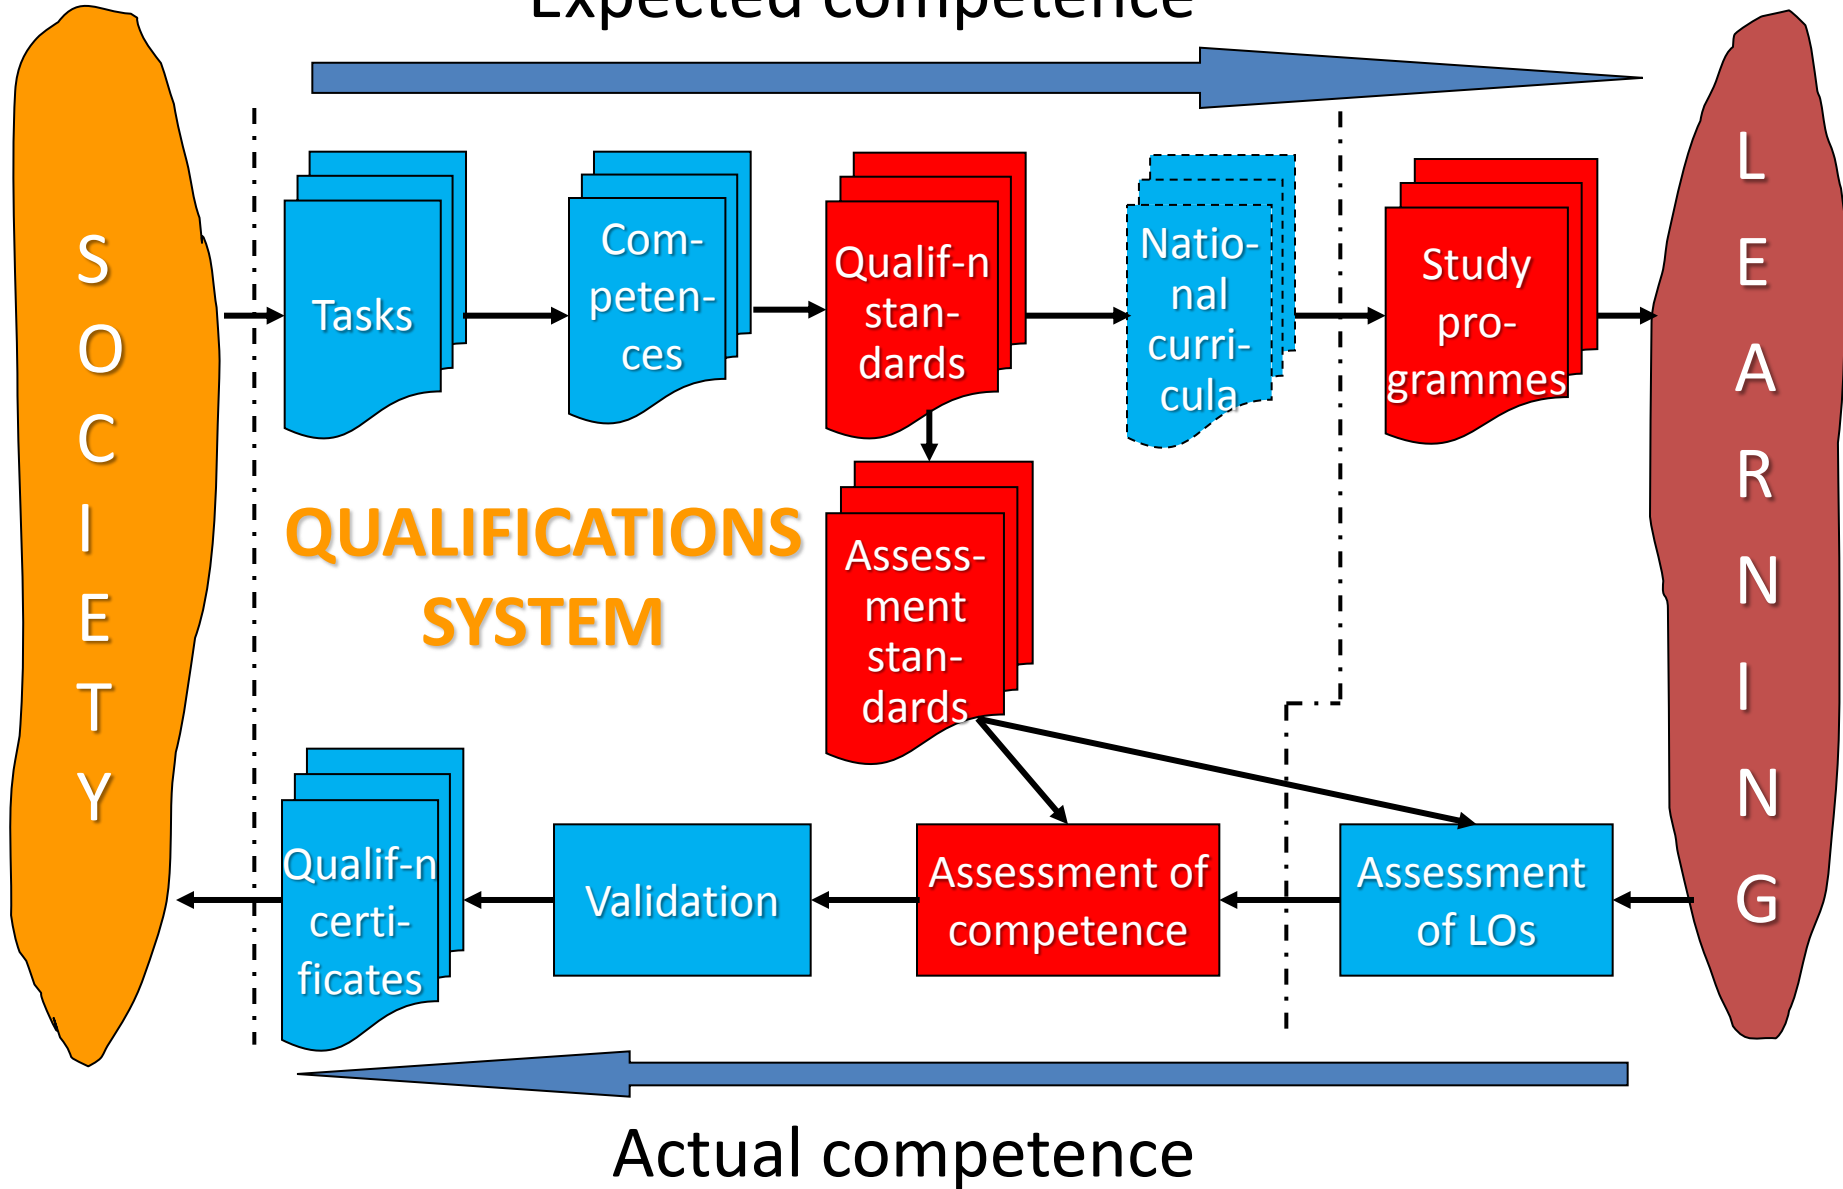 Expected competence
S
O
C
I
E
T
Y
Tasks
Com-
peten-
ces
Qualif-n
stan-
dards
Natio-
nal
curri-
cula
Study
pro-
grammes
L
E
A
R
N
I
N
G
QUALIFICATIONS
SYSTEM
Assess-
ment
stan-
dards
Qualif-n
certi-
ficates
Validation
Assessment of
competence
Assessment
of LOs
Actual competence